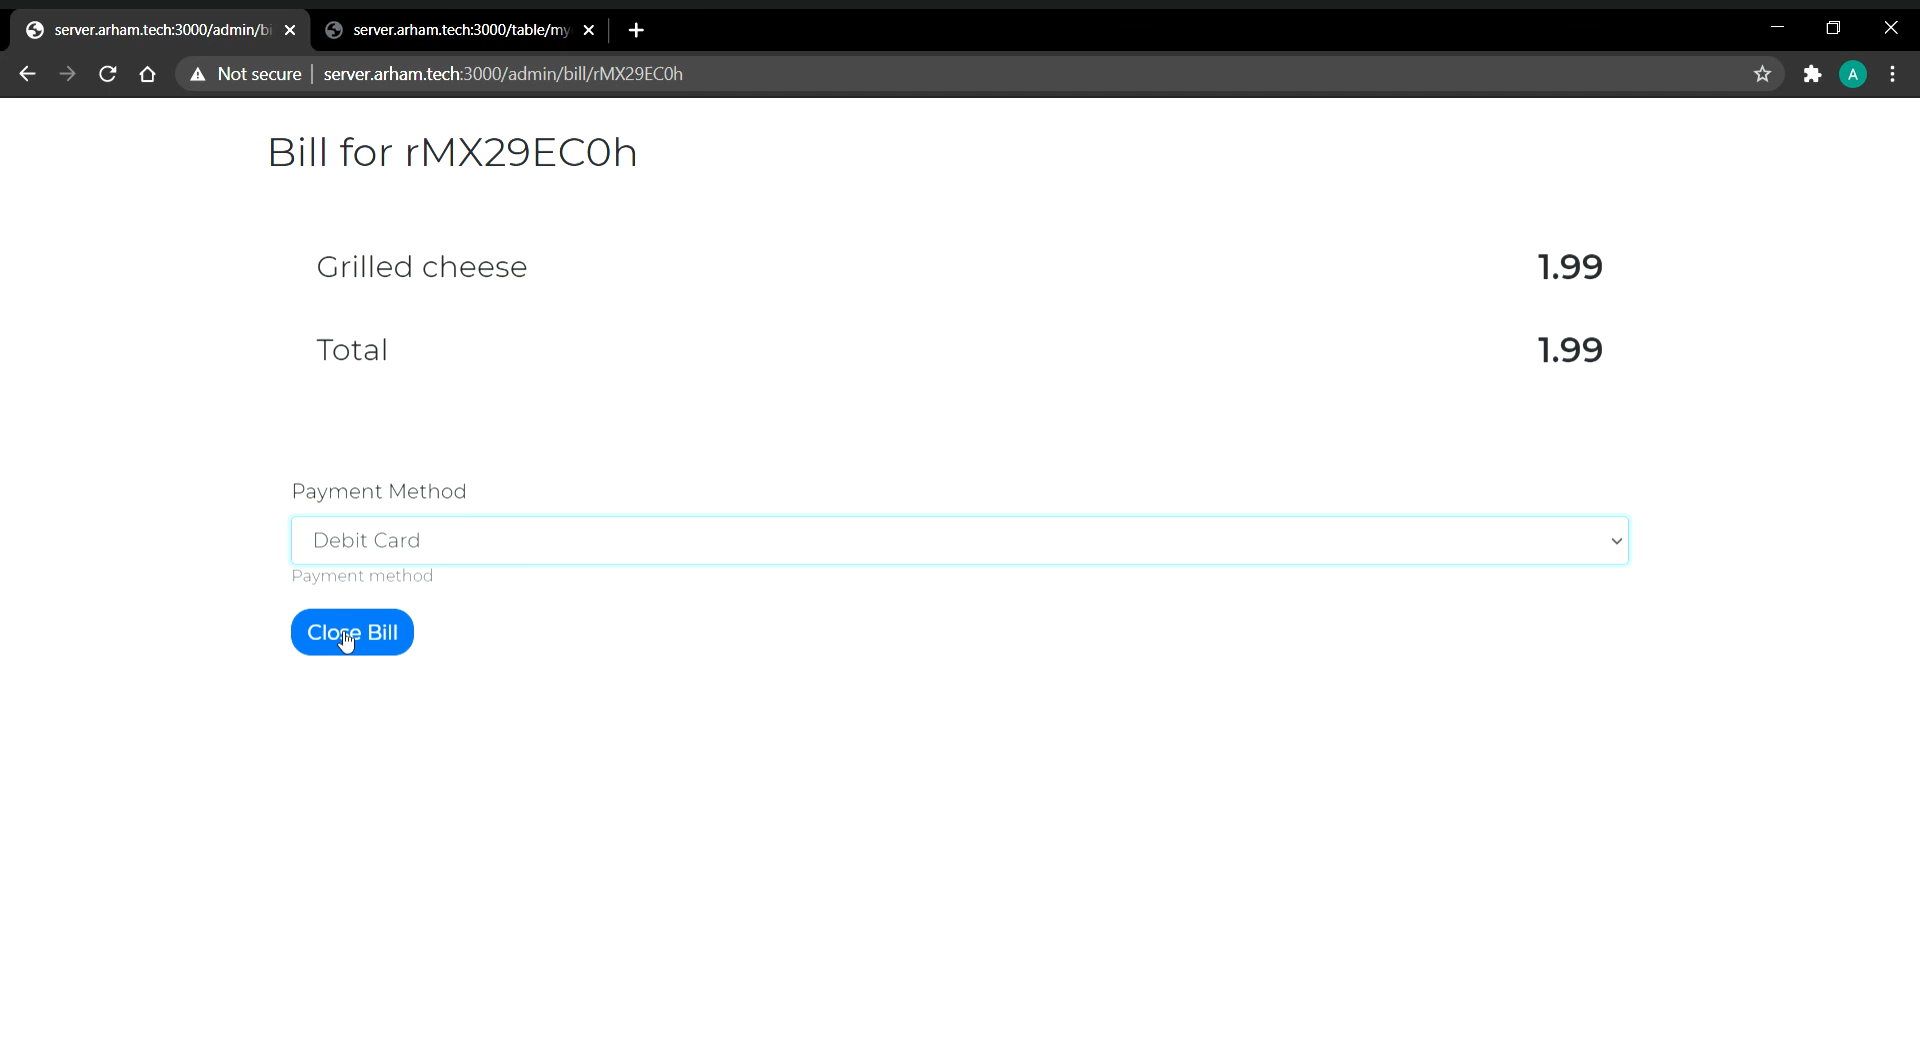 server.arham.tech:3000/admin/bi
server.arham.tech:3000/table/my
Not secure
server.arham.tech:3000/admin/bill/rMX29EC0h
A
Bill for rMX29EC0h
Grilled cheese 1.99
Total 1.99
Payment Method
Debit Card
Payment method
Close Bill